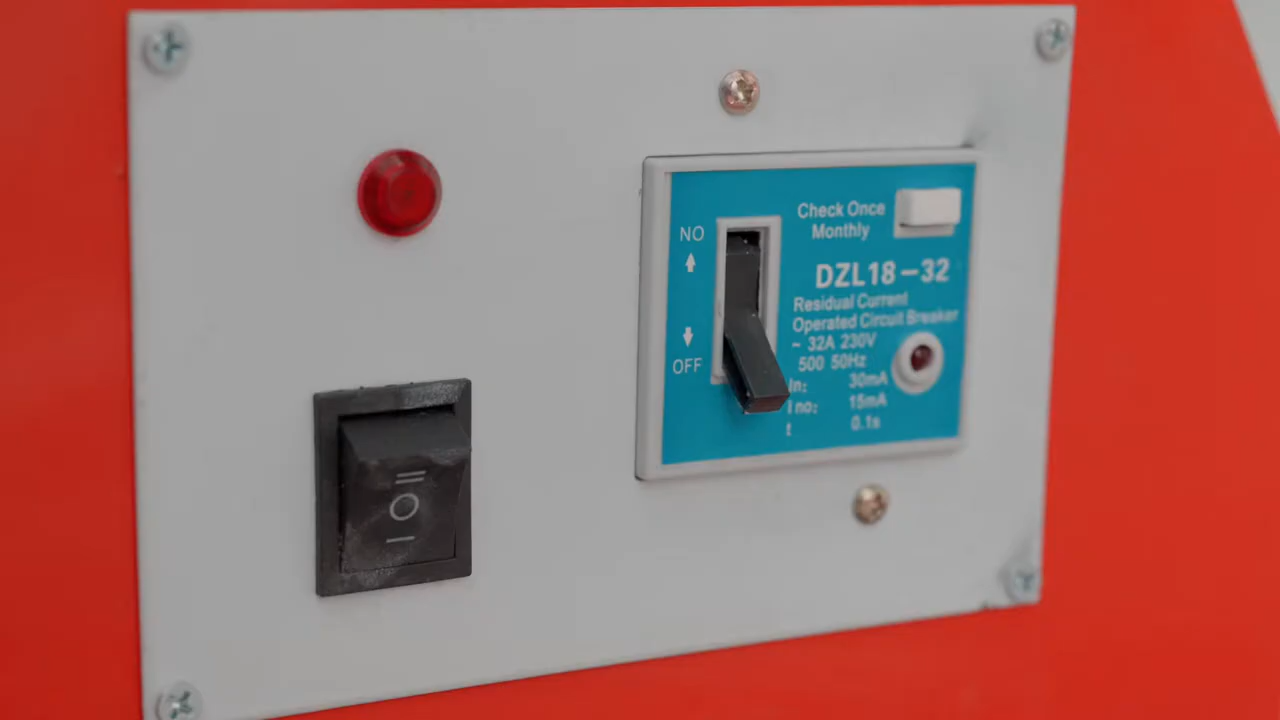 NO
OFF
Check Once
Monthly
DZL18-32
Residual Current
Operated Circuit Breaker
~ 32A 230V
500 50Hz
In: 30mA
I no: 15mA
t 0.1s
II
O
I